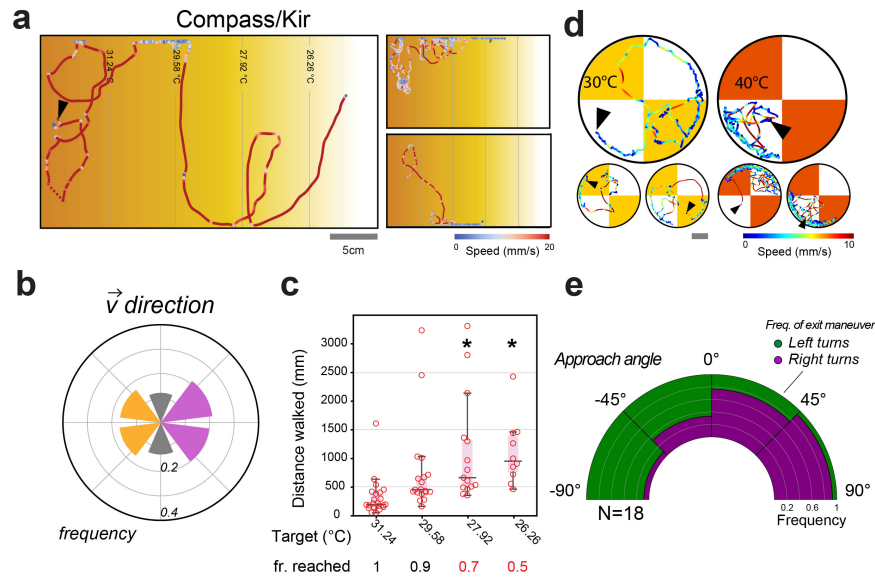 a
Compass/Kir
31.24 °C
29.58 °C
27.92 °C
26.26 °C
5cm
0 Speed (mm/s) 20
b
v direction
0.2
0.4
frequency
c
Distance walked (mm)
3000
2500
2000
1500
1000
500
0
*
*
31.24
29.58
27.92
26.26
Target (°C)
fr. reached 1 0.9 0.7 0.5
d
30°C
40°C
0 10
Speed (mm/s)
e
Freq. of exit maneuver
Left turns
Right turns
Approach angle
0°
-45°
45°
-90°
90°
N=18
0.2 0.6 1
Frequency